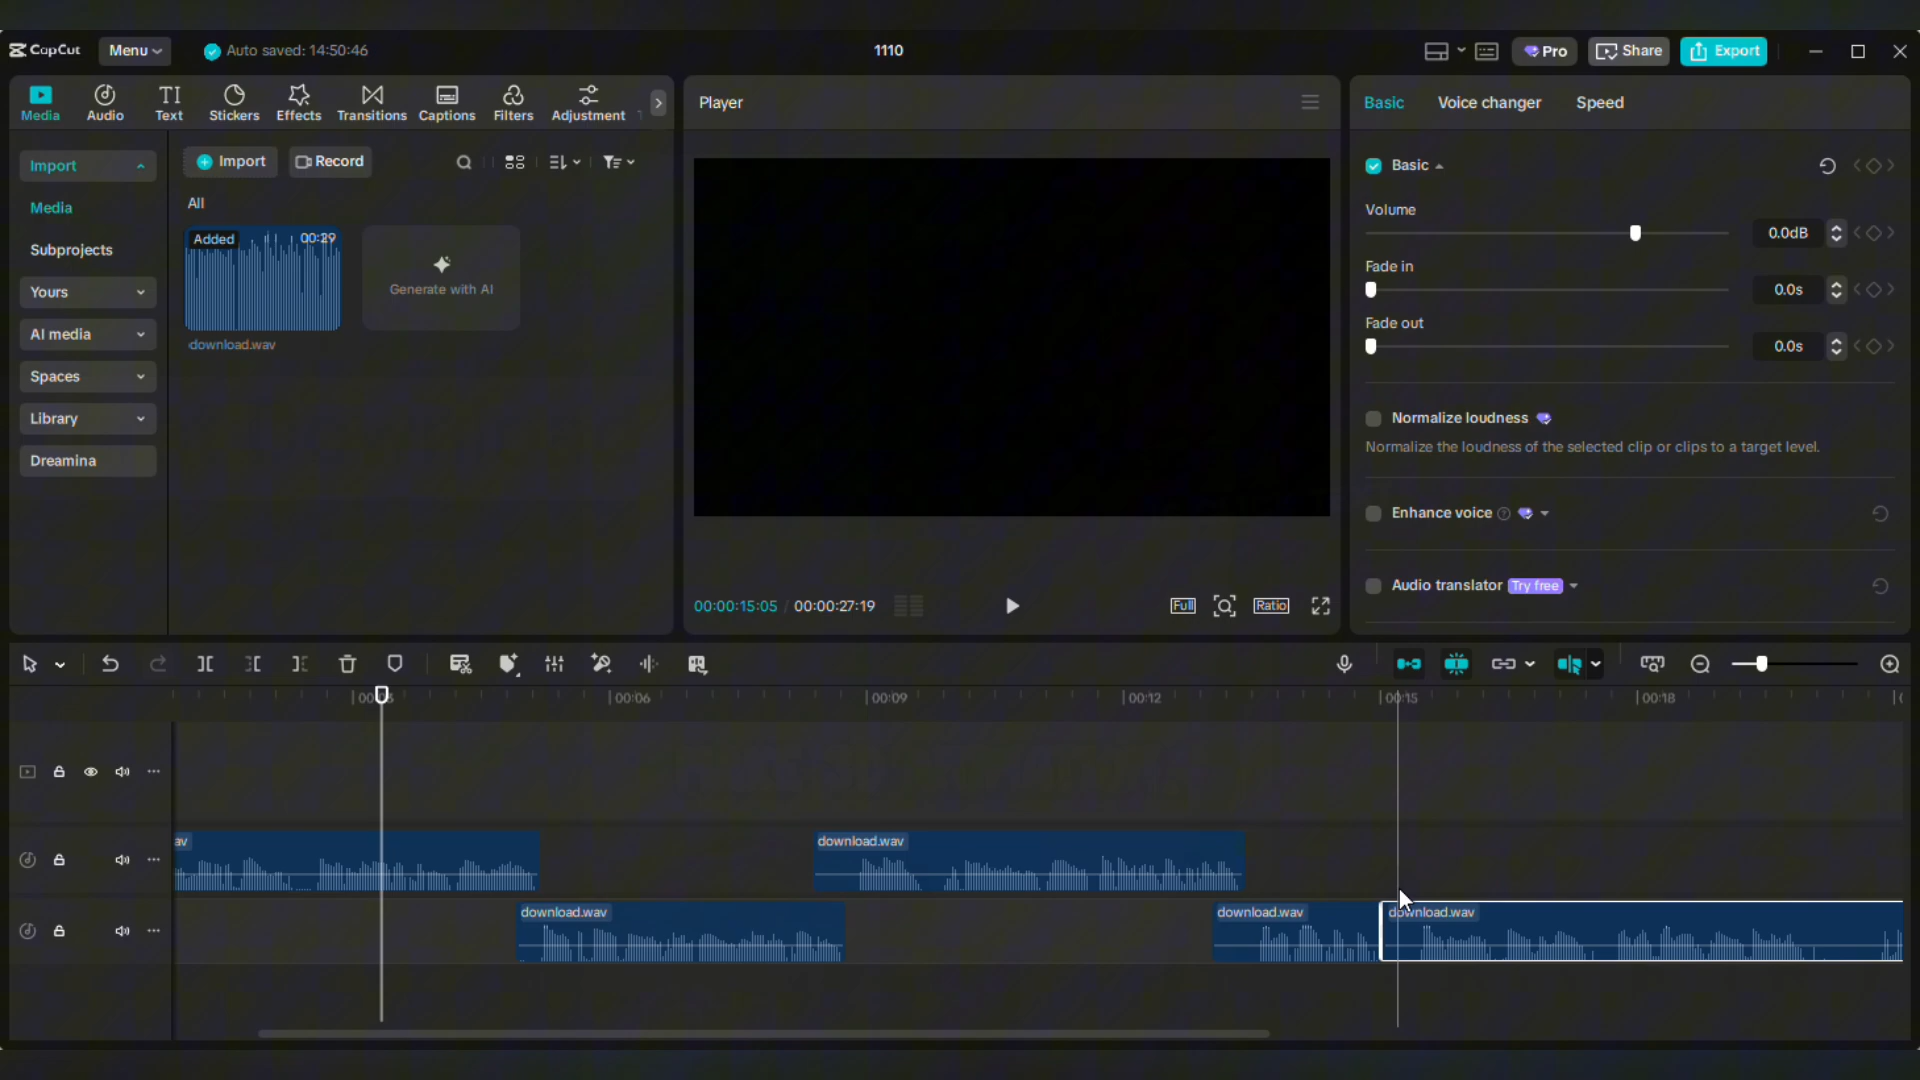 CapCut Menu Auto saved: 14:50:46 1110 Pro Share Export
Media Audio Text Stickers Effects Transitions Captions Filters Adjustment
Player
Basic Voice changer Speed
Import
Media
Subprojects
Yours
AI media
Spaces
Library
Dreamina
Import Record
All
Added 00:29
download.wav
Generate with AI
00:00:15:05 / 00:00:27:19
Full Ratio
Basic
Volume
0.0dB
Fade in
0.0s
Fade out
0.0s
Normalize loudness
Normalize the loudness of the selected clip or clips to a target level.
Enhance voice
Audio translator Try free
00:06 00:09 00:12 00:15 00:18
av download.wav
download.wav download.wav download.wav